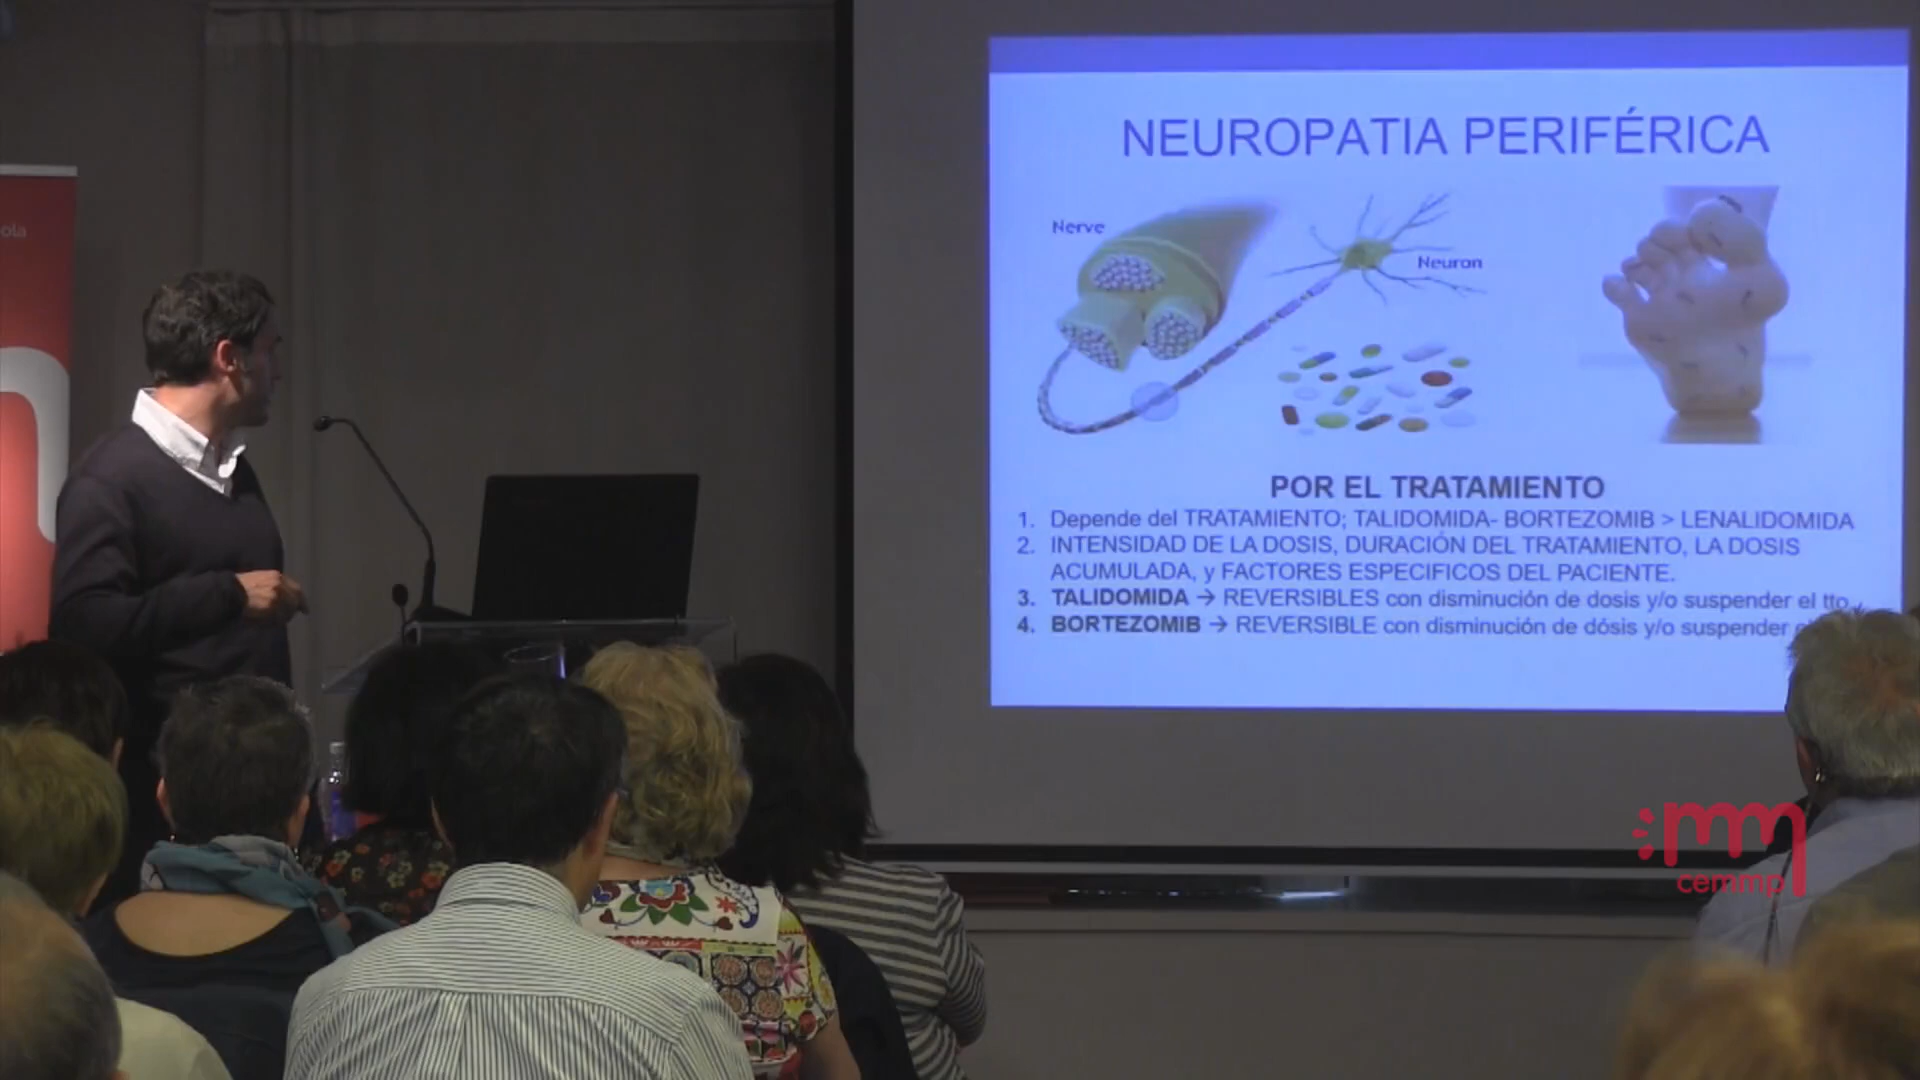 ola
NEUROPATIA PERIFÉRICA
Nerve
Neuron
POR EL TRATAMIENTO
1. Depende del TRATAMIENTO; TALIDOMIDA- BORTEZOMIB > LENALIDOMIDA
2. INTENSIDAD DE LA DOSIS, DURACIÓN DEL TRATAMIENTO, LA DOSIS
ACUMULADA, y FACTORES ESPECIFICOS DEL PACIENTE.
3. TALIDOMIDA → REVERSIBLES con disminución de dosis y/o suspender el tto.
4. BORTEZOMIB → REVERSIBLE con disminución de dósis y/o suspender
cemmp